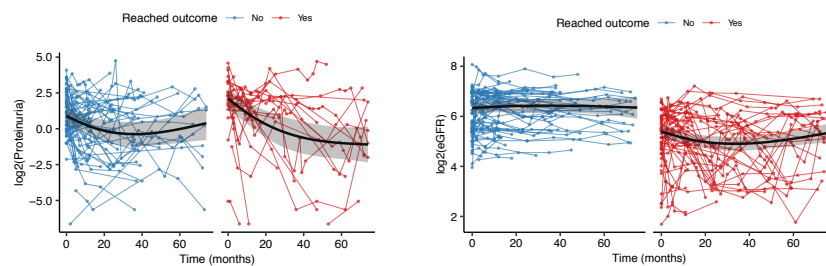 Reached outcome No Yes
log2(Proteinuria)
5.0
2.5
0.0
−2.5
−5.0
0 20 40 60 0 20 40 60
Time (months)
Reached outcome No Yes
log2(eGFR)
8
6
4
2
0 20 40 60 0 20 40 60
Time (months)